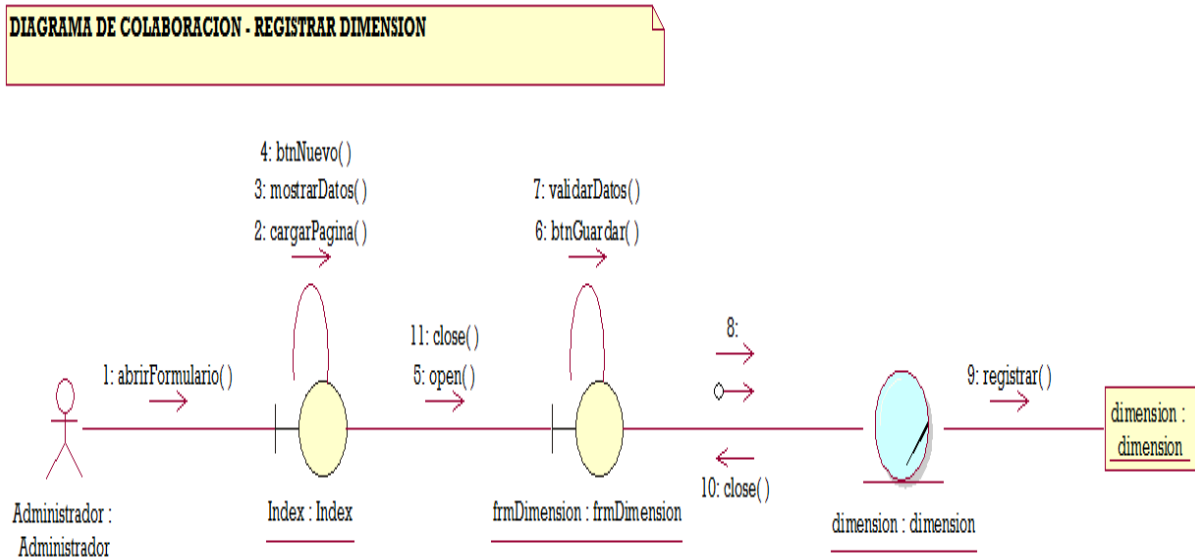 DIAGRAMA DE COLABORACION - REGISTRAR DIMENSION
4: btnNuevo( )
3: mostrarDatos( )
2: cargarPagina( )
7: validarDatos( )
6: btnGuardar( )
11: close( )
5: open( )
8:
1: abrirFormulario( )
9: registrar( )
10: close( )
dimension :
dimension
Administrador :
Administrador
Index : Index
frmDimension : frmDimension
dimension : dimension